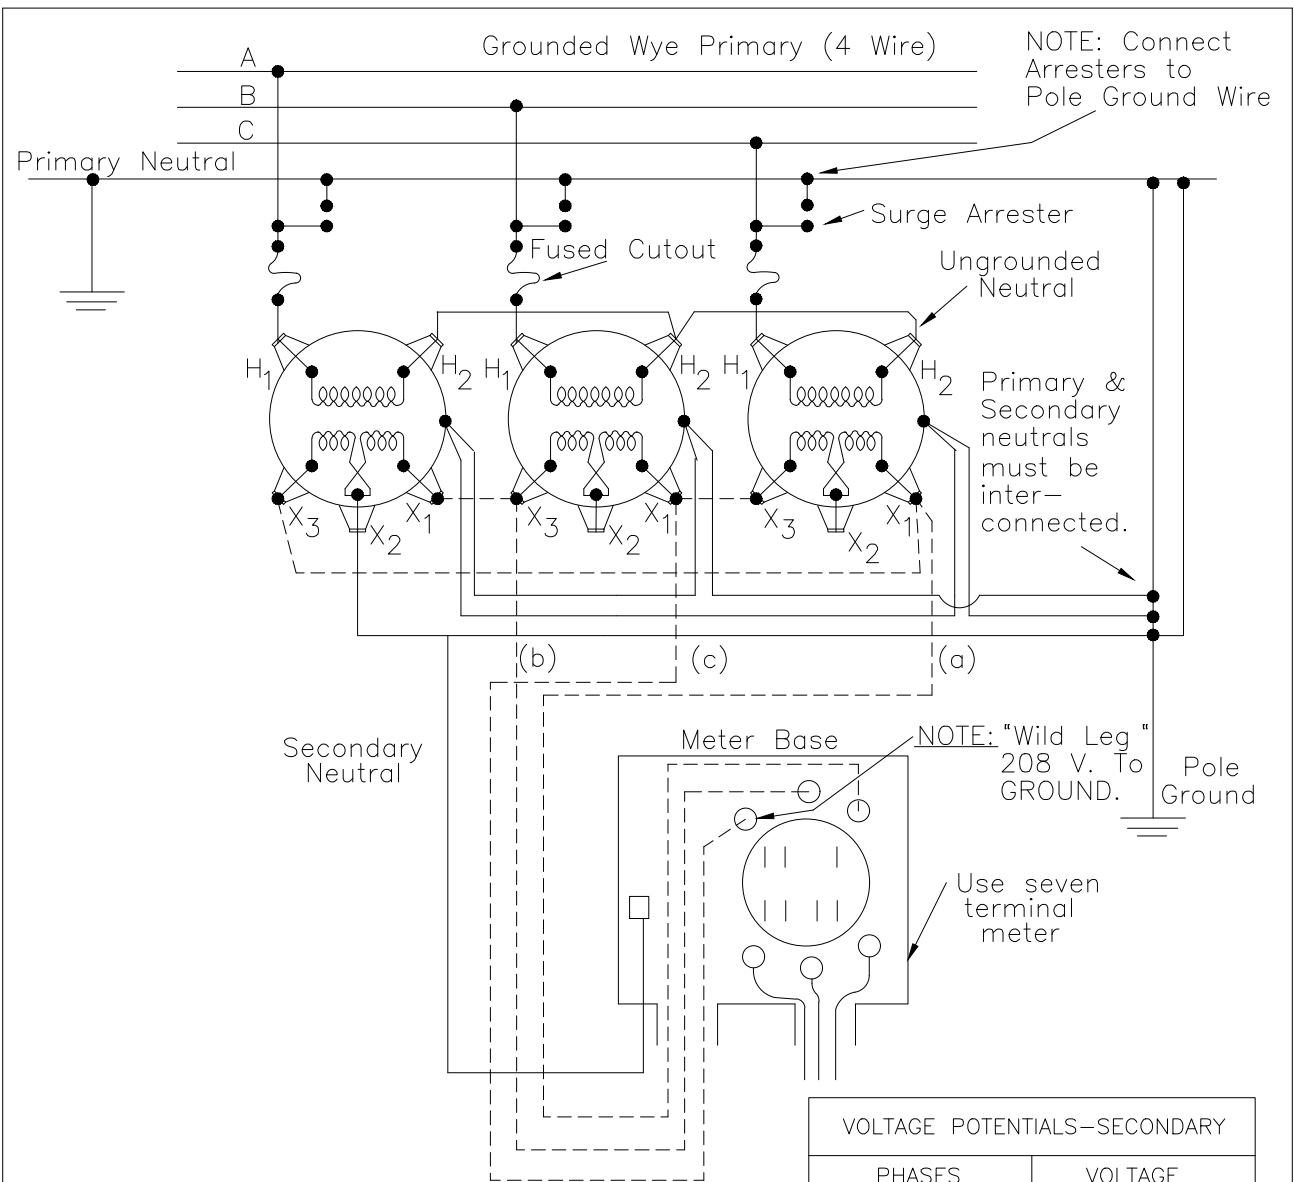 Grounded Wye Primary (4 Wire)
NOTE: Connect
Arresters to
Pole Ground Wire
A
B
C
Primary Neutral
Surge Arrester
Fused Cutout
Ungrounded
Neutral
H1
H2
H1
H2
H1
H2
Primary &
Secondary
neutrals
must be
inter-
connected.
X3
X2
X1
X3
X2
X1
X3
X2
X1
(b)
(c)
(a)
Secondary
Neutral
Meter Base
NOTE: "Wild Leg "
208 V. To
GROUND.
Pole
Ground
Use seven
terminal
meter
VOLTAGE POTENTIALS-SECONDARY
PHASES
VOLTAGE